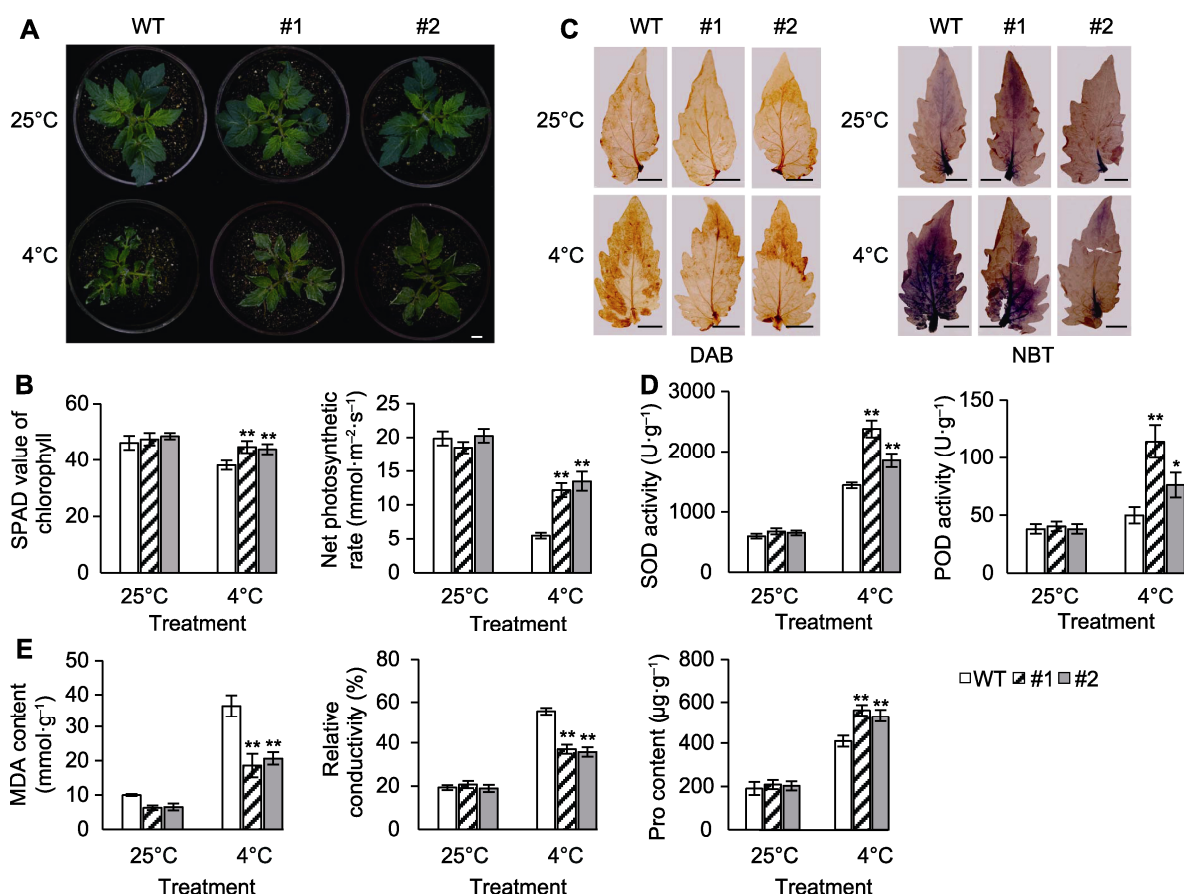 A
WT #1 #2
25°C
4°C
C
WT #1 #2
WT #1 #2
25°C
25°C
4°C
4°C
DAB
NBT
B
SPAD value of
chlorophyll
60
40
20
0
25°C 4°C
Treatment
** **
Net photosynthetic
rate (mmol·m⁻²·s⁻¹)
25
20
15
10
5
0
25°C 4°C
Treatment
** **
D
SOD activity (U·g⁻¹)
3000
2000
1000
0
25°C 4°C
Treatment
** **
POD activity (U·g⁻¹)
150
100
50
0
25°C 4°C
Treatment
** *
E
MDA content
(mmol·g⁻¹)
50
40
30
20
10
0
25°C 4°C
Treatment
** **
Relative
conductivity (%)
80
60
40
20
0
25°C 4°C
Treatment
** **
Pro content (μg·g⁻¹)
800
600
400
200
0
25°C 4°C
Treatment
** **
WT #1 #2